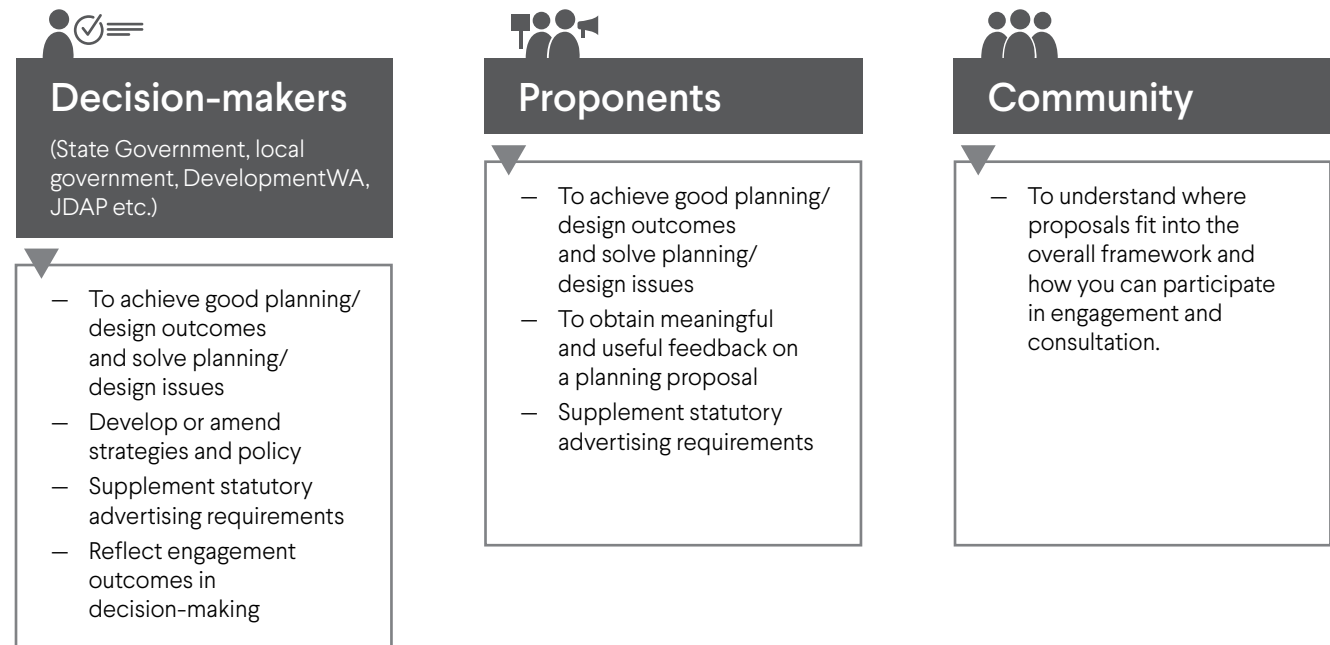 Decision-makers
(State Government, local
government, DevelopmentWA,
JDAP etc.)
— To achieve good planning/
design outcomes
and solve planning/
design issues
— Develop or amend
strategies and policy
— Supplement statutory
advertising requirements
— Reflect engagement
outcomes in
decision-making
Proponents
— To achieve good planning/
design outcomes
and solve planning/
design issues
— To obtain meaningful
and useful feedback on
a planning proposal
— Supplement statutory
advertising requirements
Community
— To understand where
proposals fit into the
overall framework and
how you can participate
in engagement and
consultation.